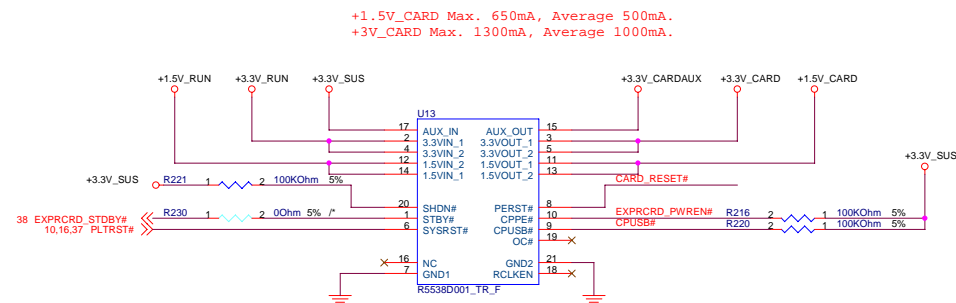 +1.5V_CARD Max. 650mA, Average 500mA.
+3V_CARD Max. 1300mA, Average 1000mA.
+1.5V_RUN +3.3V_RUN +3.3V_SUS +3.3V_CARDAUX +3.3V_CARD +1.5V_CARD
U13
17 AUX_IN AUX_OUT 15
2 3.3VIN_1 3.3VOUT_1 3
4 3.3VIN_2 3.3VOUT_2 5
12 1.5VIN_1 1.5VOUT_1 11
14 1.5VIN_2 1.5VOUT_2 13
+3.3V_SUS
+3.3V_SUS R221 1 2 100KOhm 5% CARD_RESET#
20 SHDN# PERST# 8
38 EXPRCRD_STDBY# R230 1 2 0Ohm 5% /* 1 STBY# CPPE# 10 EXPRCRD_PWREN# R216 2 1 100KOhm 5%
10,16,37 PLTRST# 6 SYSRST# CPUSB# 9 CPUSB# R220 2 1 100KOhm 5%
OC# 19
16 NC GND2 21
7 GND1 RCLKEN 18
R5538D001_TR_F